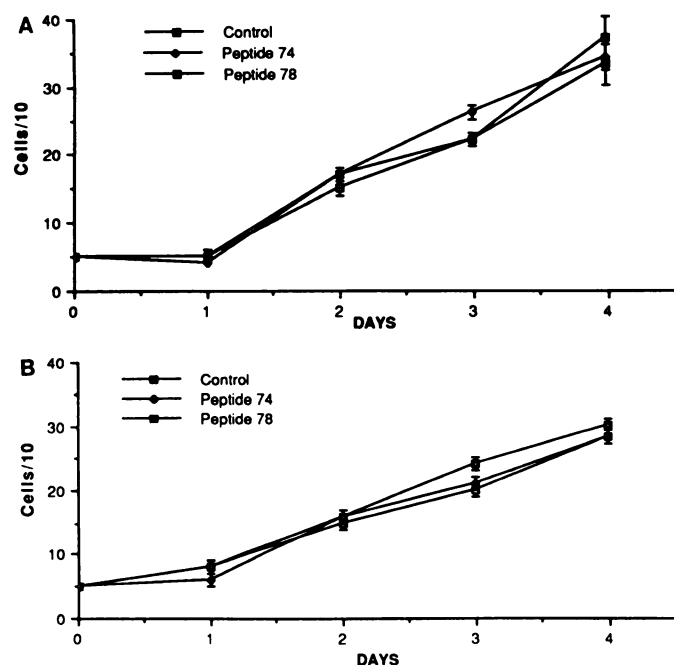 A
40
Control
Peptide 74
Peptide 78
30
Cells/10
20
10
0
0 1 2 3 4
DAYS
B
40
Control
Peptide 74
Peptide 78
30
Cells/10
20
10
0
0 1 2 3 4
DAYS